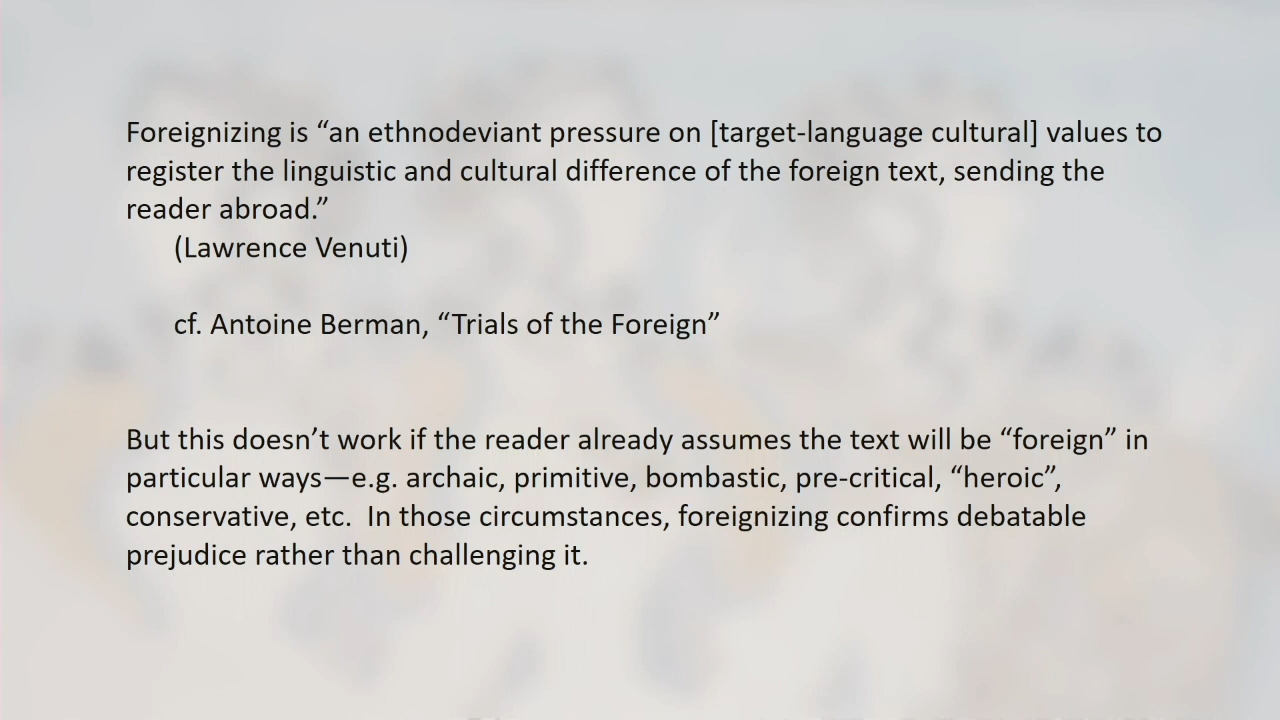 Foreignizing is “an ethnodeviant pressure on [target-language cultural] values to
register the linguistic and cultural difference of the foreign text, sending the
reader abroad.”
(Lawrence Venuti)
cf. Antoine Berman, “Trials of the Foreign”
But this doesn’t work if the reader already assumes the text will be “foreign” in
particular ways—e.g. archaic, primitive, bombastic, pre-critical, “heroic”,
conservative, etc.  In those circumstances, foreignizing confirms debatable
prejudice rather than challenging it.